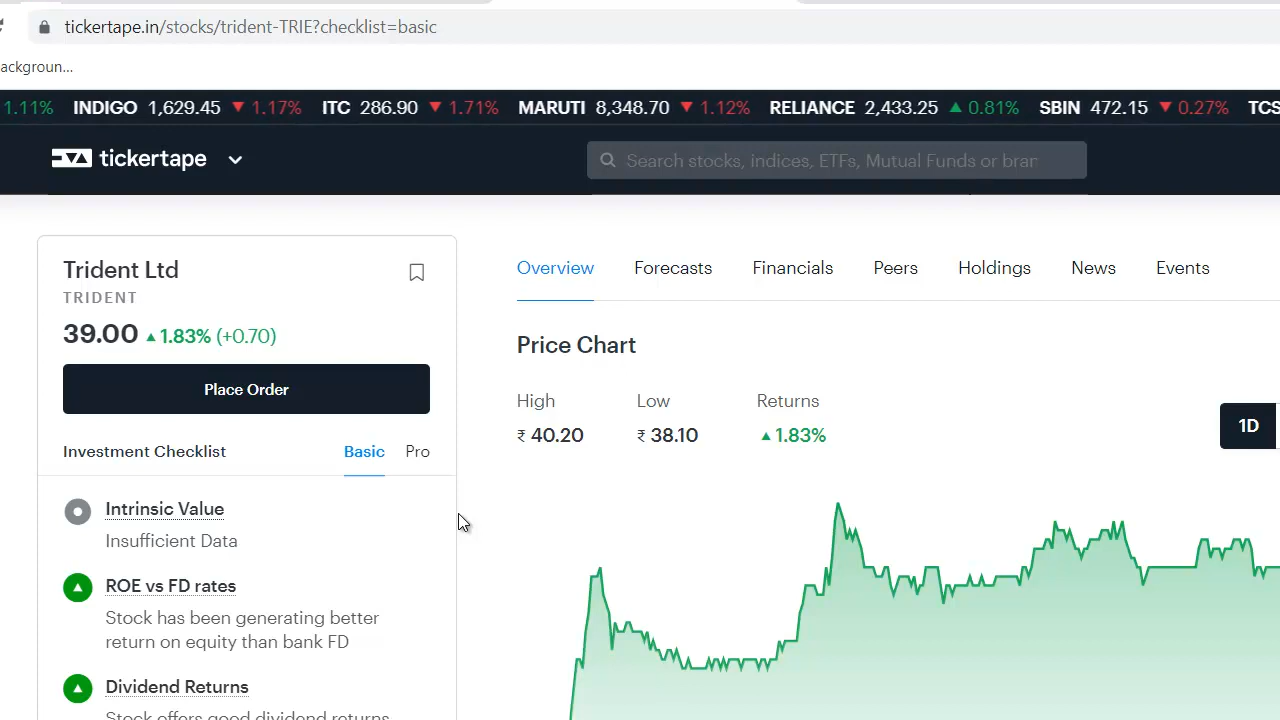 tickertape.in/stocks/trident-TRIE?checklist=basic
ackgroun...
1.11% INDIGO 1,629.45 ▼ 1.17% ITC 286.90 ▼ 1.71% MARUTI 8,348.70 ▼ 1.12% RELIANCE 2,433.25 ▲ 0.81% SBIN 472.15 ▼ 0.27% TCS
tickertape
Search stocks, indices, ETFs, Mutual Funds or bran
Trident Ltd
TRIDENT
39.00 ▲ 1.83% (+0.70)
Place Order
Investment Checklist Basic Pro
Intrinsic Value
Insufficient Data
ROE vs FD rates
Stock has been generating better
return on equity than bank FD
Dividend Returns
Stock offers good dividend returns
Overview Forecasts Financials Peers Holdings News Events
Price Chart
High Low Returns
₹ 40.20 ₹ 38.10 ▲ 1.83%
1D